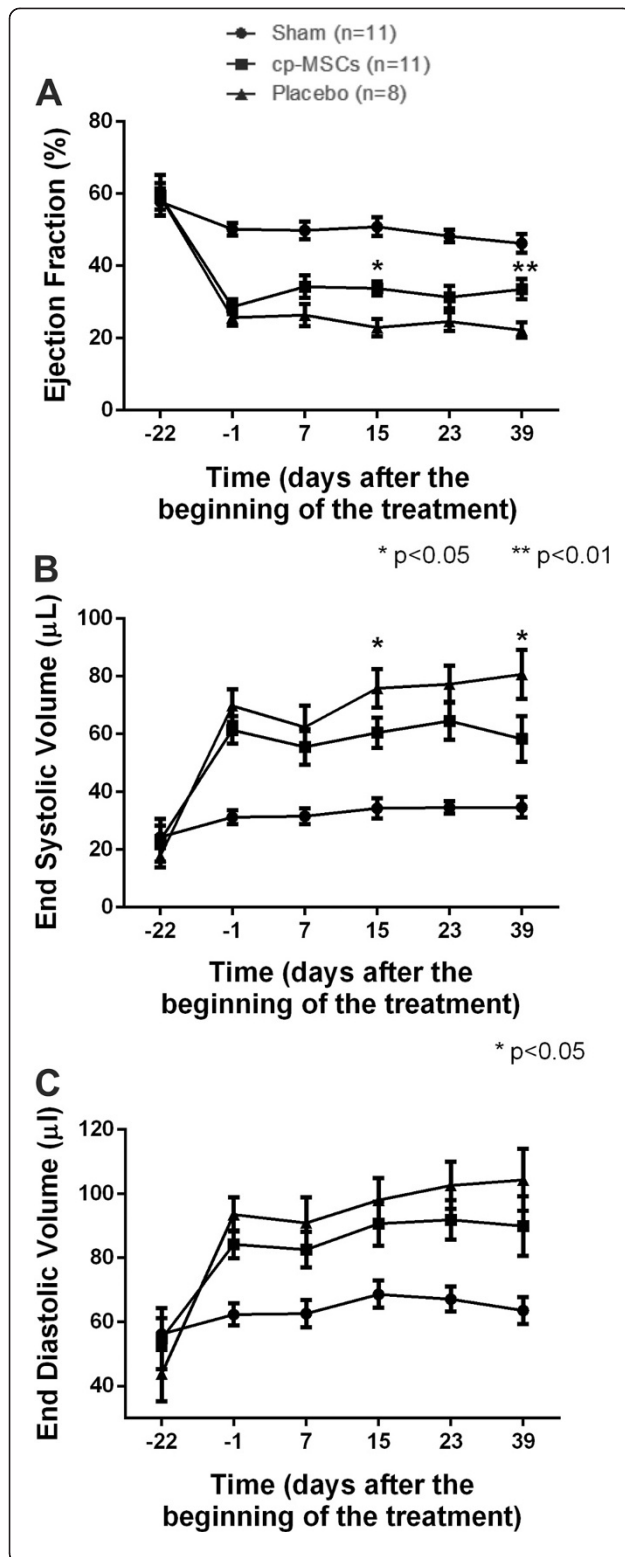 Sham (n=11)
cp-MSCs (n=11)
Placebo (n=8)
A
Ejection Fraction (%)
80
60
40
20
0
*
**
-22 -1 7 15 23 39
Time (days after the
beginning of the treatment)
* p<0.05 ** p<0.01
B
End Systolic Volume (μL)
100
80
60
40
20
0
*
*
-22 -1 7 15 23 39
Time (days after the
beginning of the treatment)
* p<0.05
C
End Diastolic Volume (μl)
120
100
80
60
40
-22 -1 7 15 23 39
Time (days after the
beginning of the treatment)